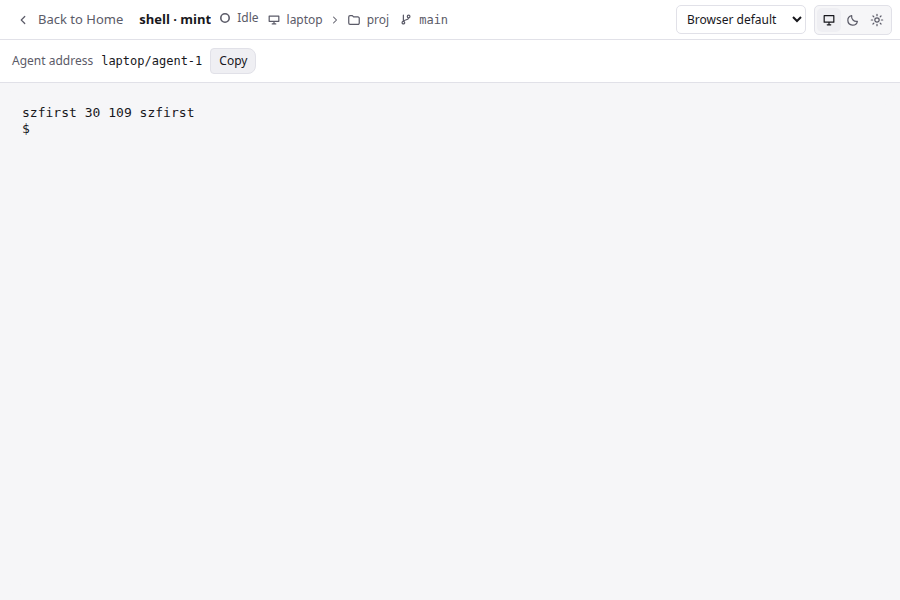 Back to Home shell · mint Idle laptop proj main Browser default
Agent address laptop/agent-1 Copy
szfirst 30 109 szfirst
$